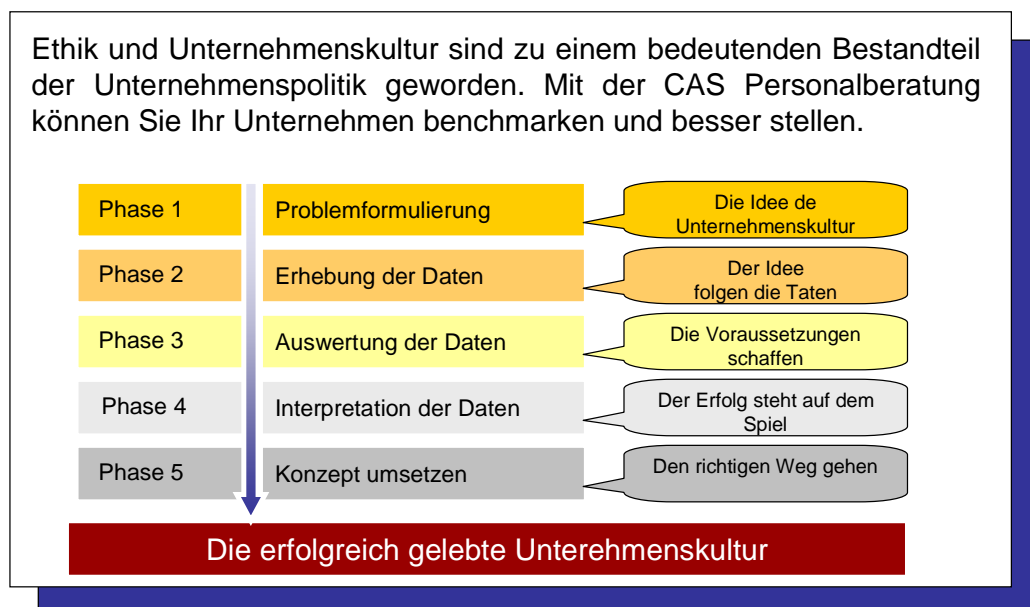 Ethik und Unternehmenskultur sind zu einem bedeutenden Bestandteil
der Unternehmenspolitik geworden. Mit der CAS Personalberatung
können Sie Ihr Unternehmen benchmarken und besser stellen.
Phase 1
Problemformulierung
Die Idee de
Unternehmenskultur
Phase 2
Erhebung der Daten
Der Idee
folgen die Taten
Phase 3
Auswertung der Daten
Die Voraussetzungen
schaffen
Phase 4
Interpretation der Daten
Der Erfolg steht auf dem
Spiel
Phase 5
Konzept umsetzen
Den richtigen Weg gehen
Die erfolgreich gelebte Unterehmenskultur